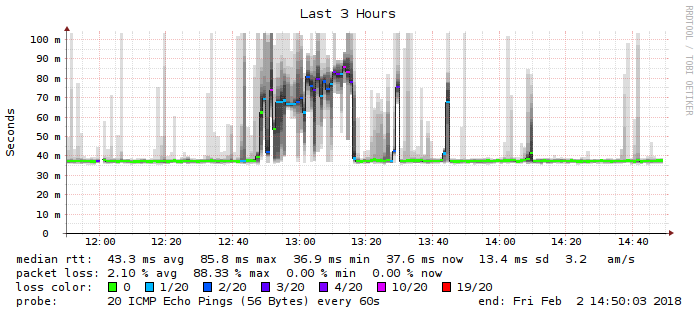 Last 3 Hours
RRDTOOL / TOBI OETIKER
Seconds
100 m
90 m
80 m
70 m
60 m
50 m
40 m
30 m
20 m
10 m
0
12:00 12:20 12:40 13:00 13:20 13:40 14:00 14:20 14:40
median rtt: 43.3 ms avg 85.8 ms max 36.9 ms min 37.6 ms now 13.4 ms sd 3.2 am/s
packet loss: 2.10 % avg 88.33 % max 0.00 % min 0.00 % now
loss color: 0 1/20 2/20 3/20 4/20 10/20 19/20
probe: 20 ICMP Echo Pings (56 Bytes) every 60s end: Fri Feb 2 14:50:03 2018